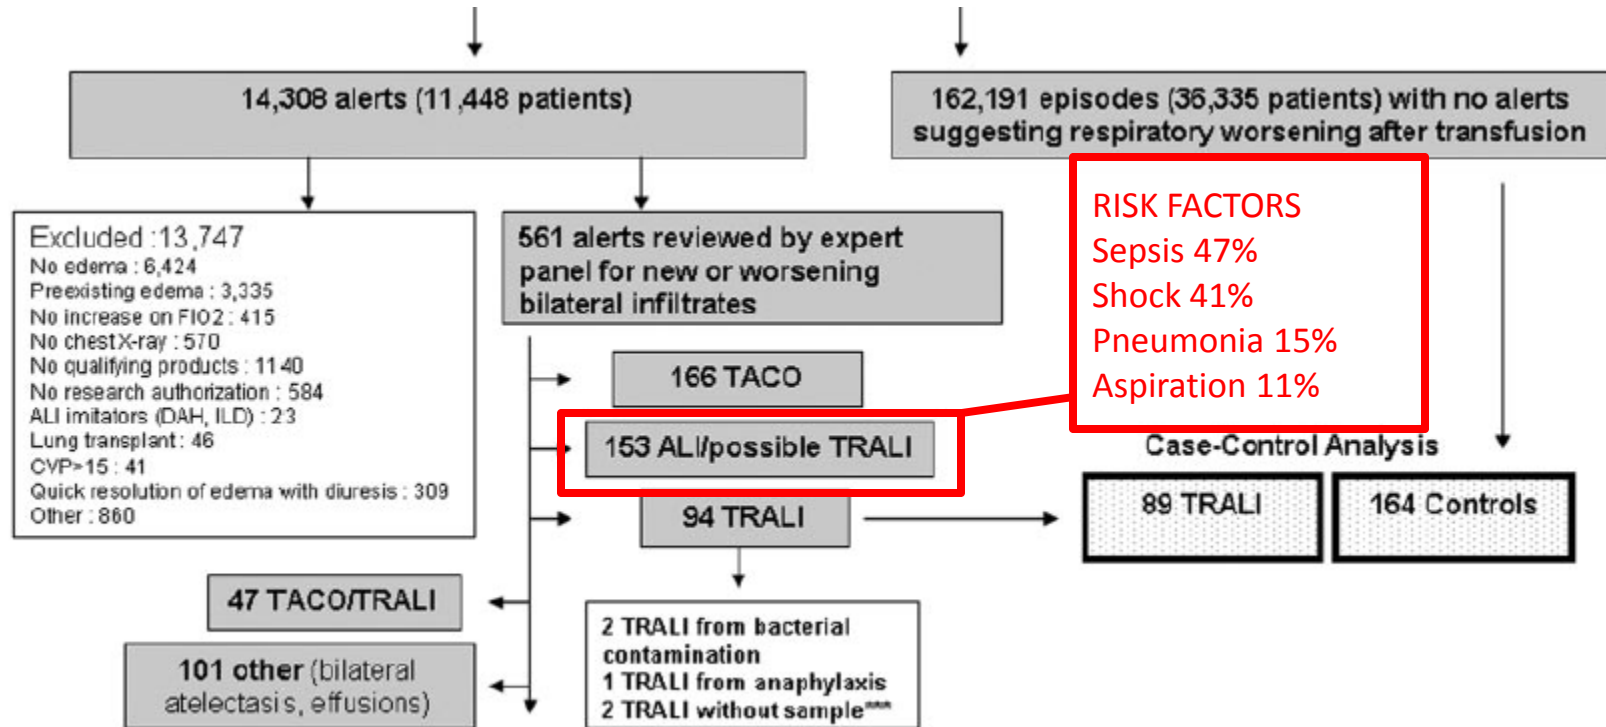 14,308 alerts (11,448 patients)
162,191 episodes (36,335 patients) with no alerts
suggesting respiratory worsening after transfusion
Excluded :13,747
No edema : 6,424
Preexisting edema : 3,335
No increase on FIO2 : 415
No chest X-ray : 570
No qualifying products : 1140
No research authorization : 584
ALI imitators (DAH, ILD) : 23
Lung transplant : 46
CVP>15 : 41
Quick resolution of edema with diuresis : 309
Other : 860
561 alerts reviewed by expert
panel for new or worsening
bilateral infiltrates
RISK FACTORS
Sepsis 47%
Shock 41%
Pneumonia 15%
Aspiration 11%
166 TACO
153 ALI/possible TRALI
94 TRALI
Case-Control Analysis
89 TRALI
164 Controls
47 TACO/TRALI
101 other (bilateral
atelectasis, effusions)
2 TRALI from bacterial
contamination
1 TRALI from anaphylaxis
2 TRALI without sample***